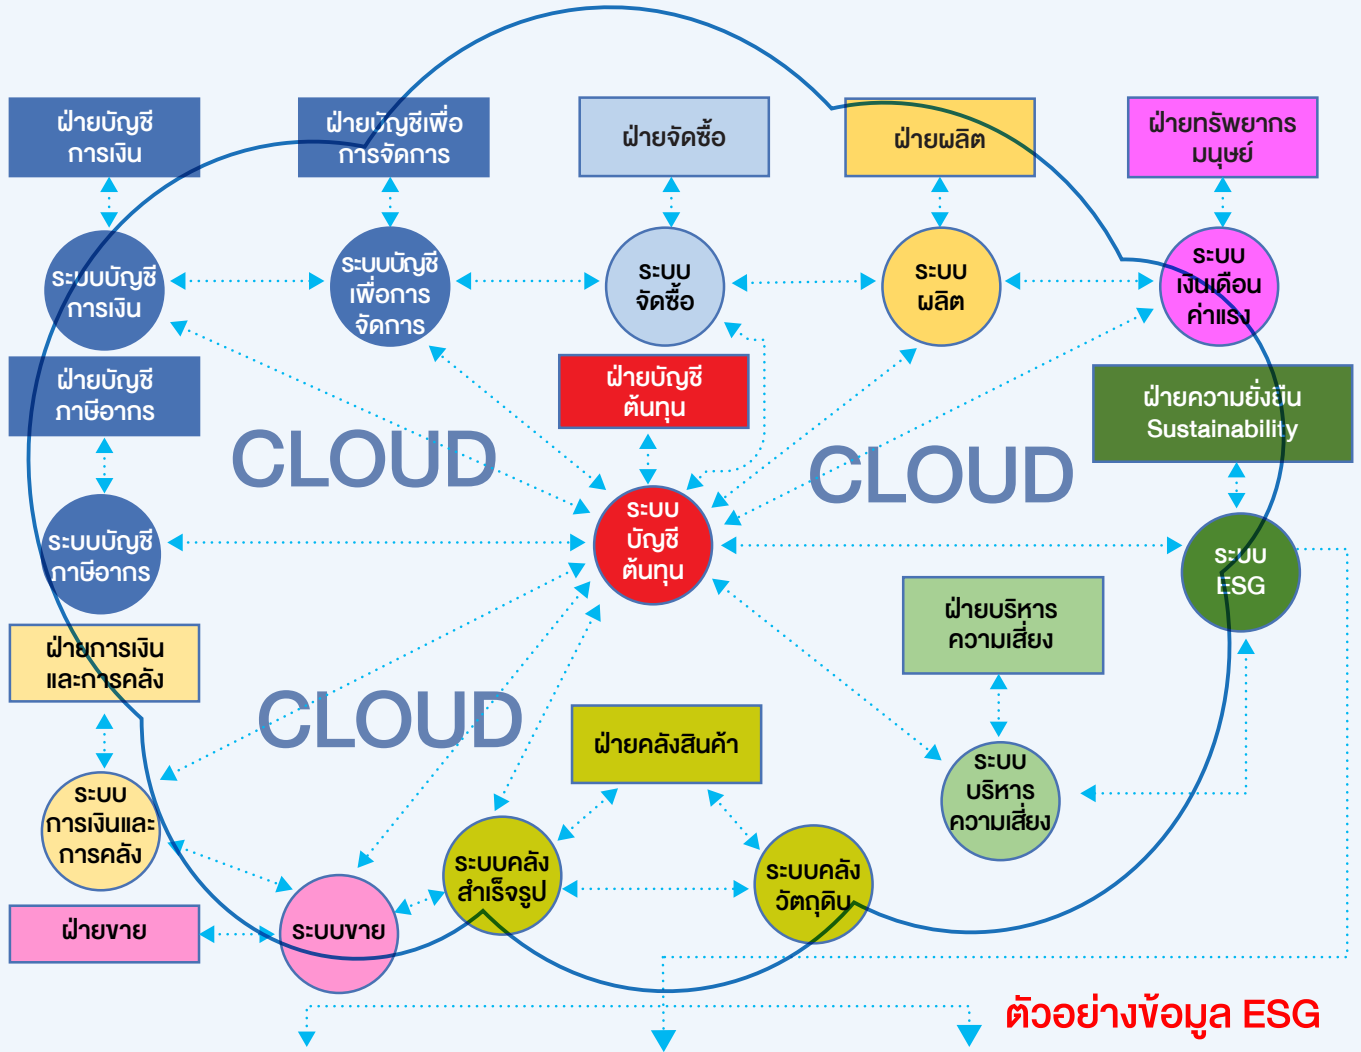 ฝ่ายบัญชี
การเงิน
ฝ่ายบัญชีเพื่อ
การจัดการ
ฝ่ายจัดซื้อ
ฝ่ายผลิต
ฝ่ายทรัพยากร
มนุษย์
ระบบบัญชี
การเงิน
ระบบบัญชี
เพื่อการ
จัดการ
ระบบ
จัดซื้อ
ระบบ
ผลิต
ระบบ
เงินเดือน
ค่าแรง
ฝ่ายบัญชี
ภาษีอากร
ฝ่ายบัญชี
ต้นทุน
ฝ่ายความยั่งยืน
Sustainability
CLOUD
CLOUD
ระบบบัญชี
ภาษีอากร
ระบบ
บัญชี
ต้นทุน
ระบบ
ESG
ฝ่ายบริหาร
ความเสี่ยง
ฝ่ายการเงิน
และการคลัง
CLOUD
ฝ่ายคลังสินค้า
ระบบ
การเงินและ
การคลัง
ระบบ
บริหาร
ความเสี่ยง
ระบบคลัง
สำเร็จรูป
ระบบคลัง
วัตถุดิบ
ฝ่ายขาย
ระบบขาย
ตัวอย่างข้อมูล ESG